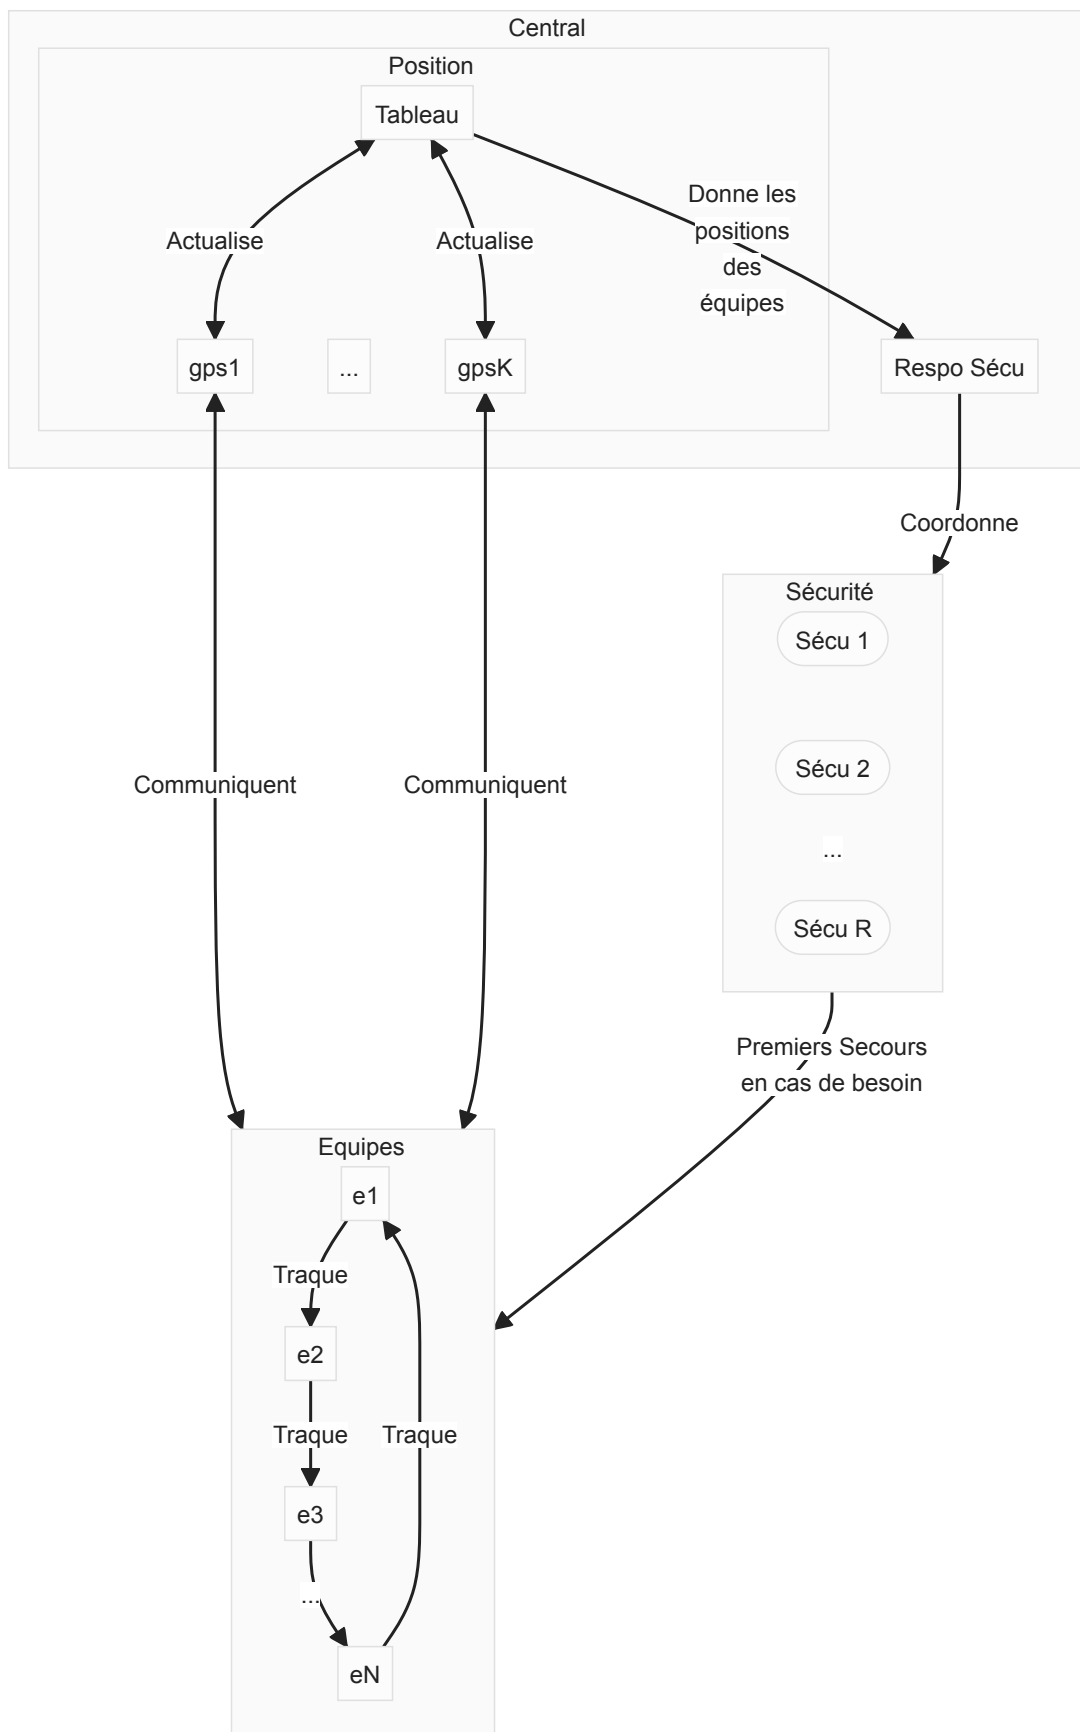 Central
Position
Tableau
Donne les
positions
des
équipes
Actualise
Actualise
gps1
...
gpsK
Respo Sécu
Coordonne
Sécurité
Sécu 1
Sécu 2
...
Sécu R
Communiquent
Communiquent
Premiers Secours
en cas de besoin
Equipes
e1
Traque
e2
Traque
Traque
e3
...
eN